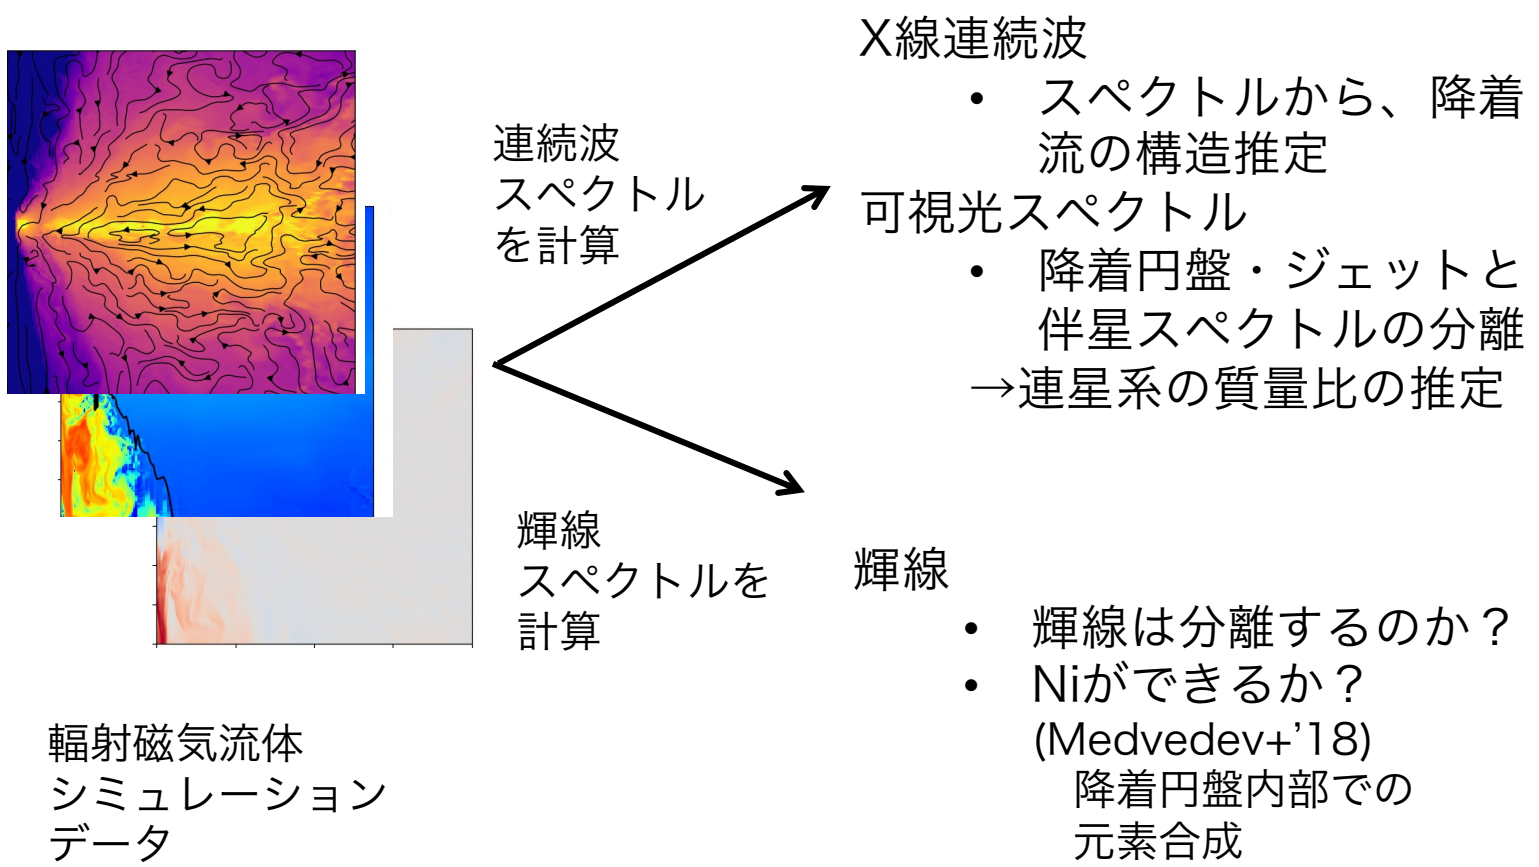 連続波
スペクトル
を計算
輝線
スペクトルを
計算
輻射磁気流体
シミュレーション
データ
X線連続波
• スペクトルから、降着
流の構造推定
可視光スペクトル
• 降着円盤・ジェットと
伴星スペクトルの分離
→連星系の質量比の推定
輝線
• 輝線は分離するのか？
• Niができるか？
(Medvedev+’18)
降着円盤内部での
元素合成